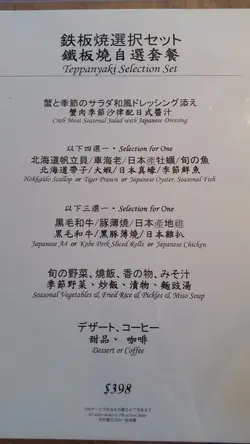 鉄板焼選択セット
鐵板燒自選套餐
Teppanyaki Selection Set
蟹と季節のサラダ和風ドレッシング添え
蟹肉季節沙律配日式醬汁
Crab Meat Seasonal Salad with Japanese Dressing
以下四選一・Selection for One
北海道帆立貝/車海老/日本產牡蠣/旬の魚
北海道帶子/大蝦/日本真蠔/季節鮮魚
Hokkaido Scallop or Tiger Prawn or Japanese Oyster, Seasonal Fish
以下三選一・Selection for One
黒毛和牛/豚薄燒/日本產地雞
黑毛和牛/黑豚薄燒/日本雞扒
Japanese A4 or Kobe Pork Sliced Rolls or Japanese Chicken
旬の野菜、燒飯、香の物、みそ汁
季節野菜、炒飯、漬物、麵豉湯
Seasonal Vegetables & Fried Rice & Pickles & Miso Soup
デザート、コーヒー
甜品、咖啡
Dessert or Coffee
$398